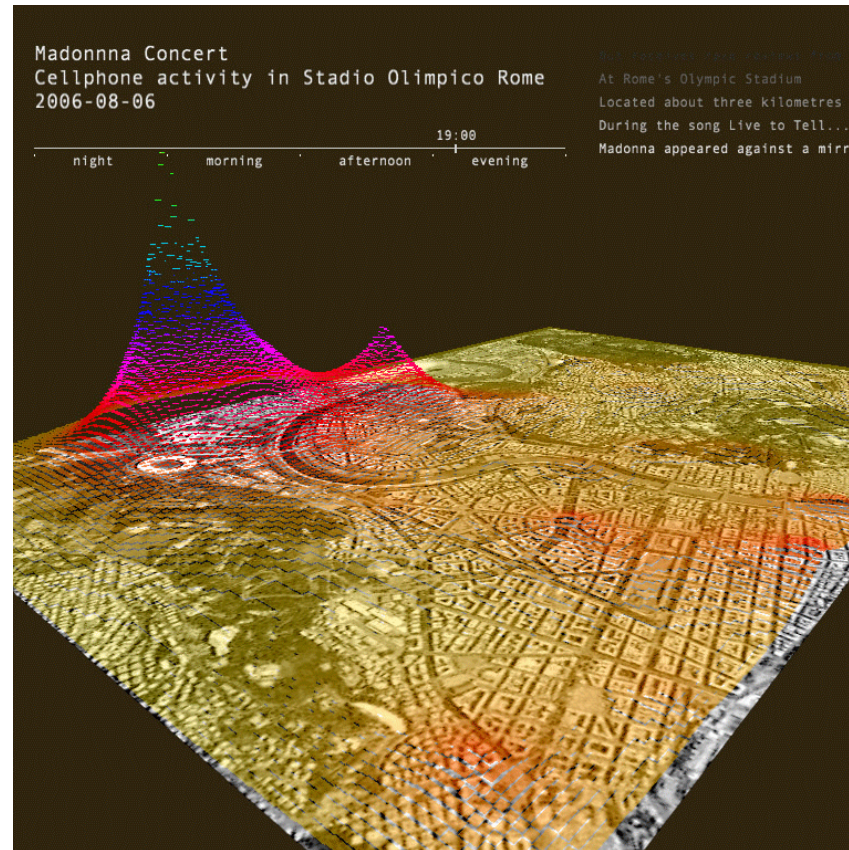 Madonnna Concert
Cellphone activity in Stadio Olimpico Rome
2006-08-06
19:00
night morning afternoon evening
At Rome's Olympic Stadium
Located about three kilometres
During the song Live to Tell...
Madonna appeared against a mirr